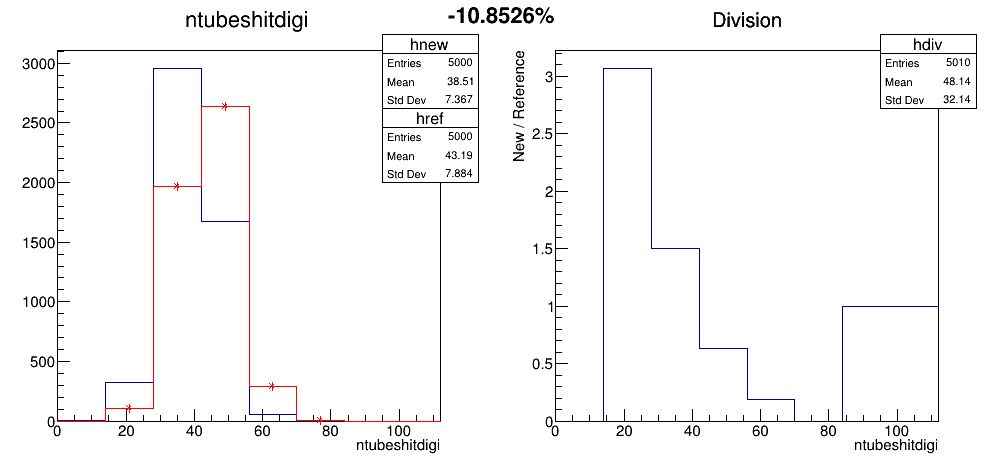 ntubeshitdigi
-10.8526%
Division
hnew
Entries 5000
Mean 38.51
Std Dev 7.367
href
Entries 5000
Mean 43.19
Std Dev 7.884
3000
2500
2000
1500
1000
500
0
0 20 40 60 80 100
ntubeshitdigi
hdiv
Entries 5010
Mean 48.14
Std Dev 32.14
New / Reference
3
2.5
2
1.5
1
0.5
0
0 20 40 60 80 100
ntubeshitdigi